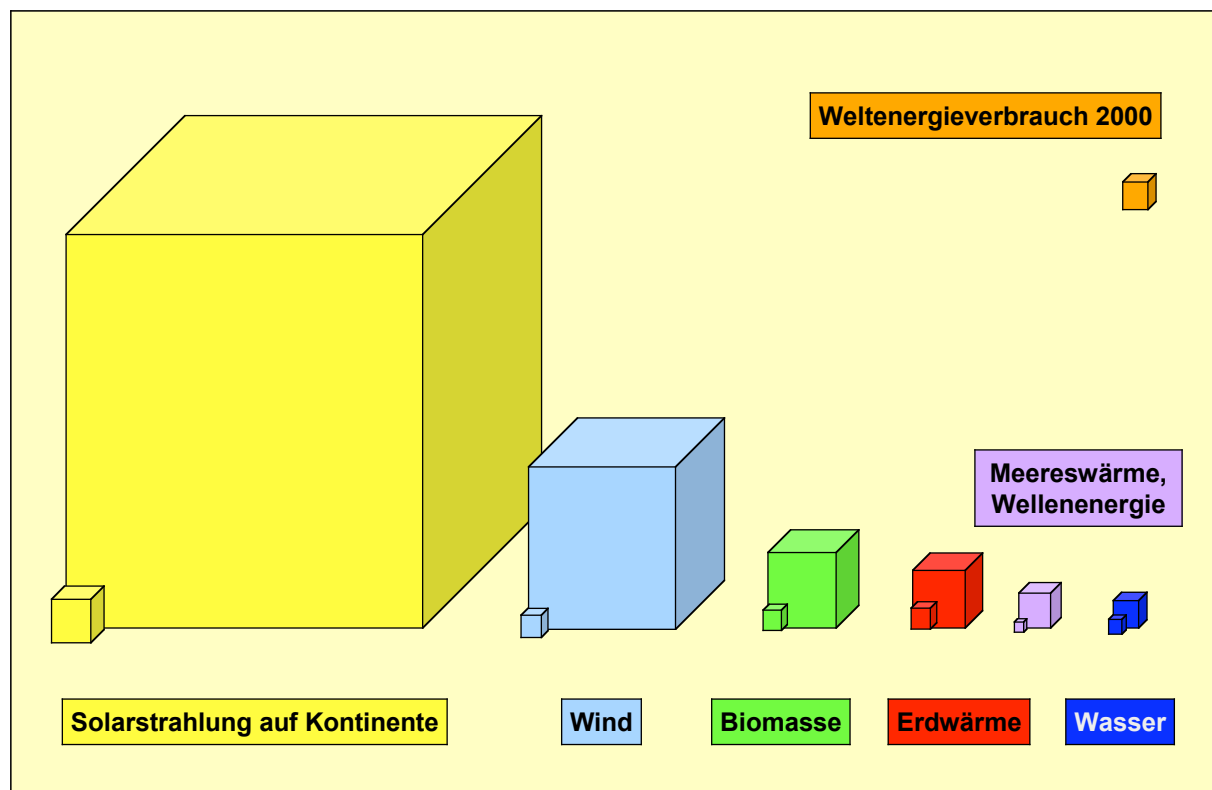 Weltenergieverbrauch 2000
Meereswärme,
Wellenenergie
Solarstrahlung auf Kontinente
Wind
Biomasse
Erdwärme
Wasser